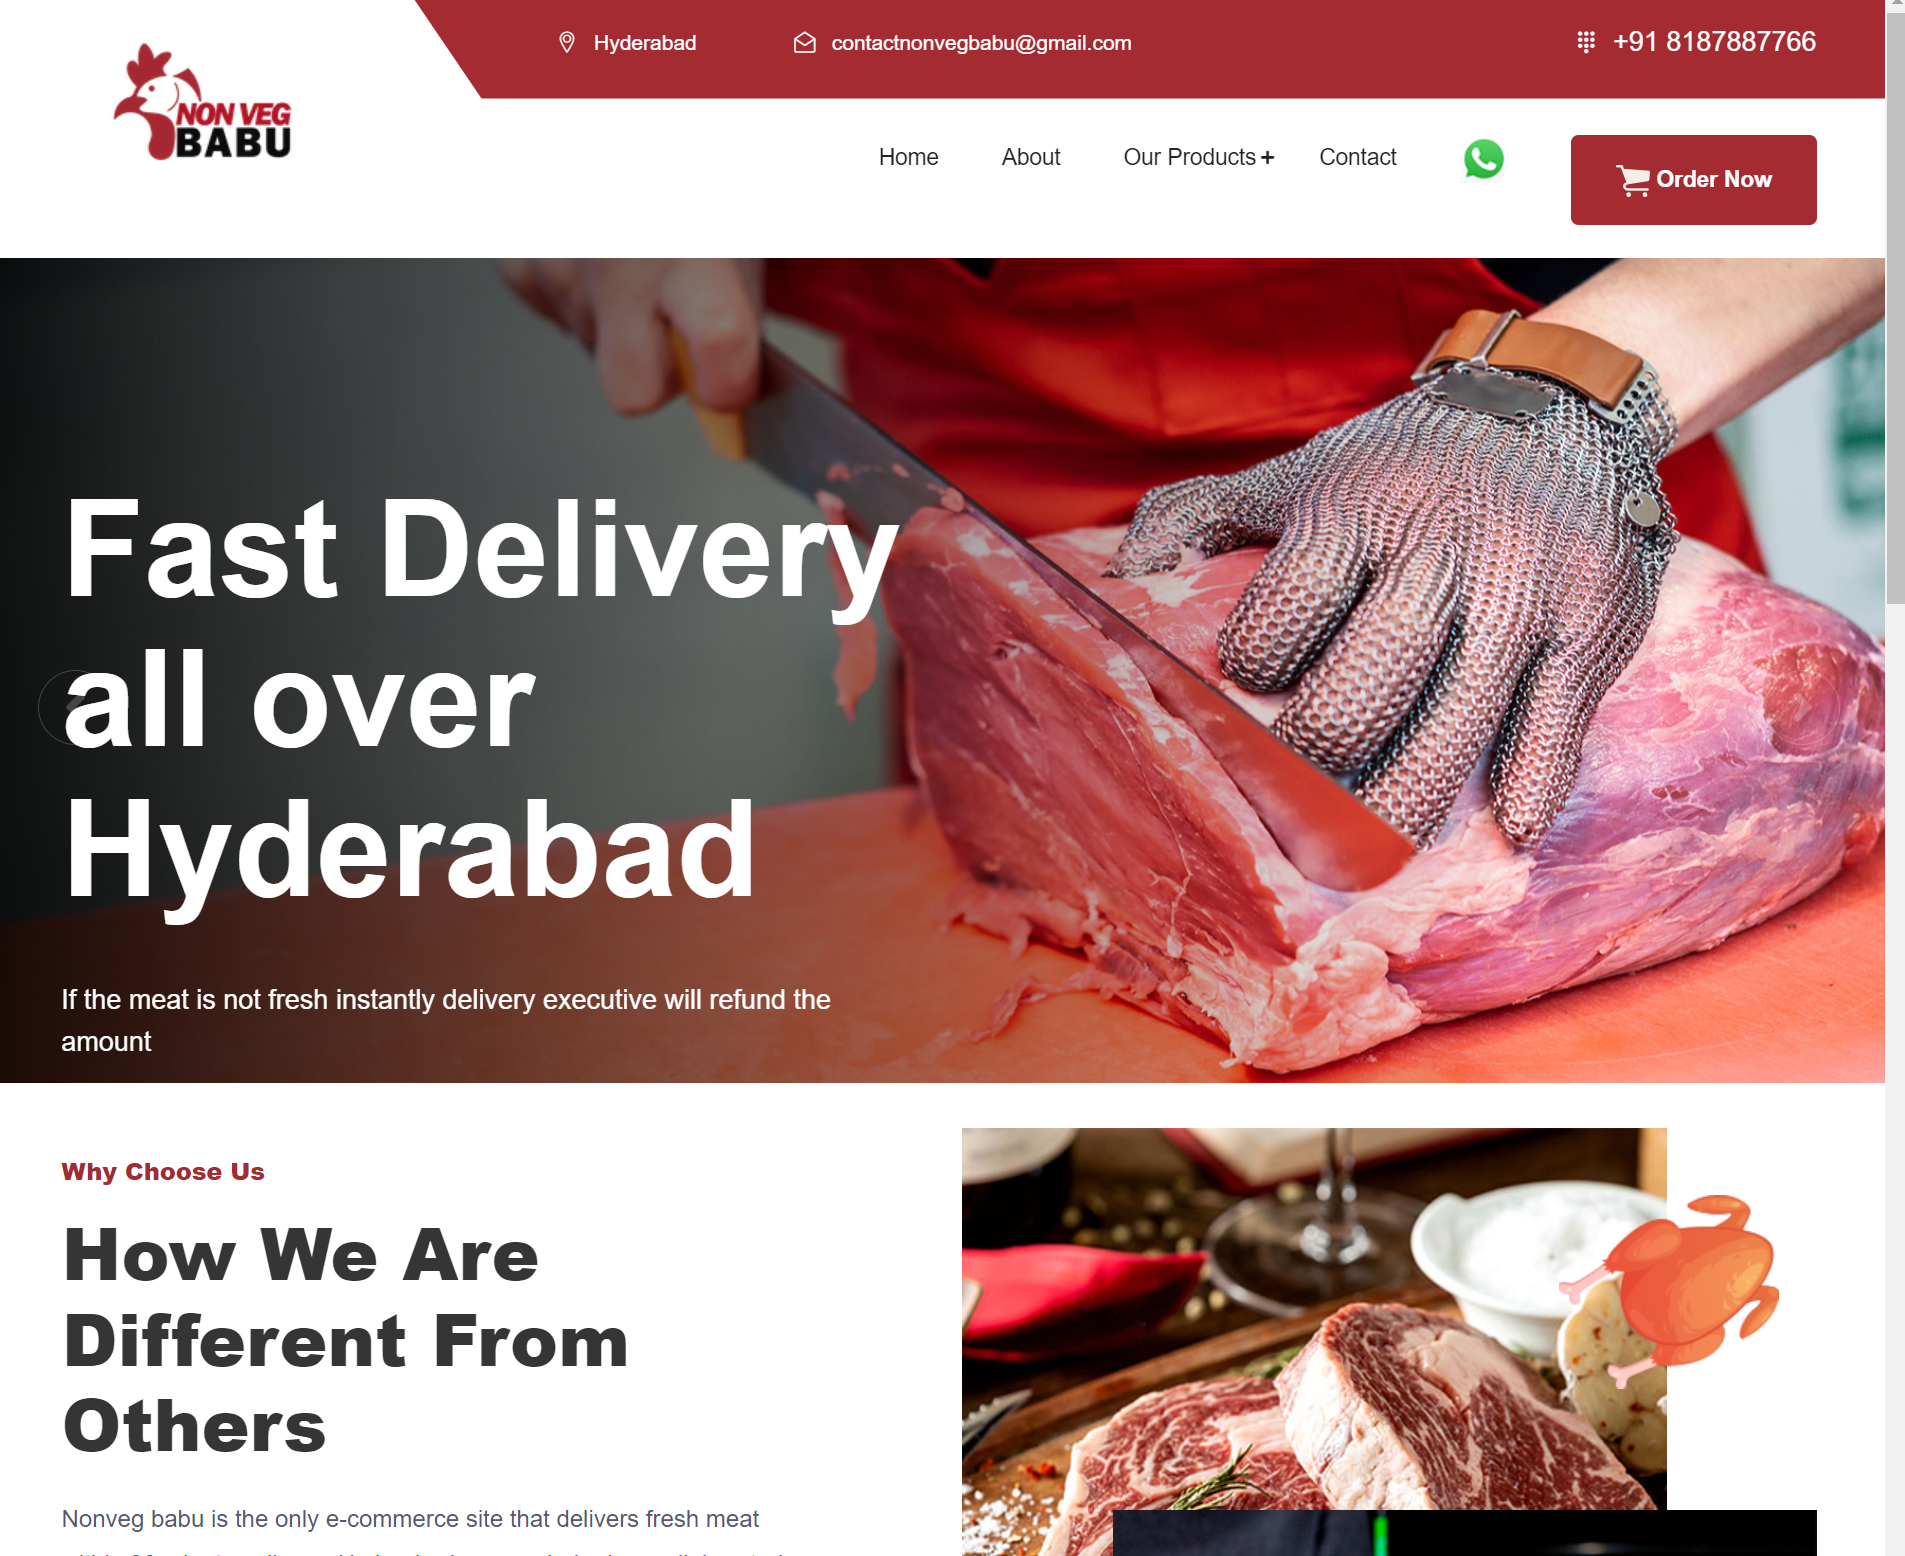 NON VEG
BABU
Hyderabad
contactnonvegbabu@gmail.com
+91 8187887766
Home
About
Our Products +
Contact
Order Now
Fast Delivery
all over
Hyderabad
If the meat is not fresh instantly delivery executive will refund the
amount
Why Choose Us
How We Are
Different From
Others
Nonveg babu is the only e-commerce site that delivers fresh meat